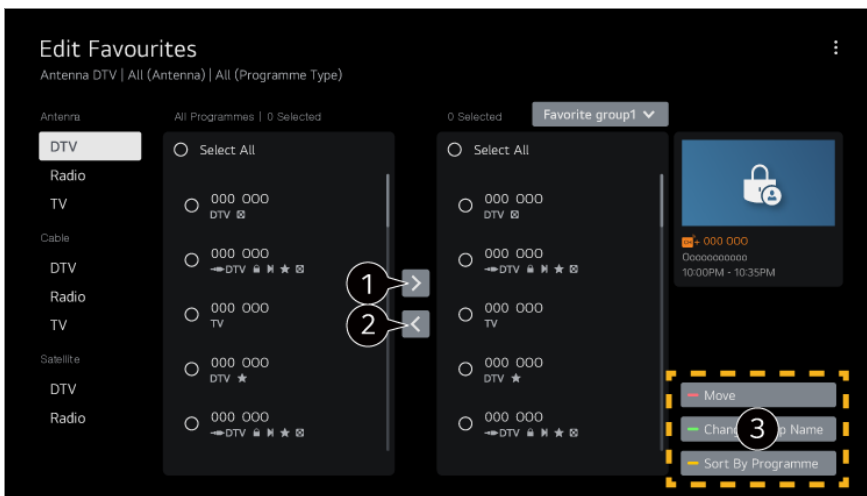 Edit Favourites
Antenna DTV | All (Antenna) | All (Programme Type)
Antenna
DTV
Radio
TV
Cable
DTV
Radio
TV
Satellite
DTV
Radio
All Programmes | 0 Selected
Select All
000 000
DTV
000 000
DTV
000 000
TV
000 000
DTV
000 000
DTV
1
2
0 Selected
Favorite group1
Select All
000 000
DTV
000 000
DTV
000 000
TV
000 000
DTV
000 000
DTV
+ 000 000
Oooooooooo
10:00PM - 10:35PM
Move
3
Name
Sort By Programme